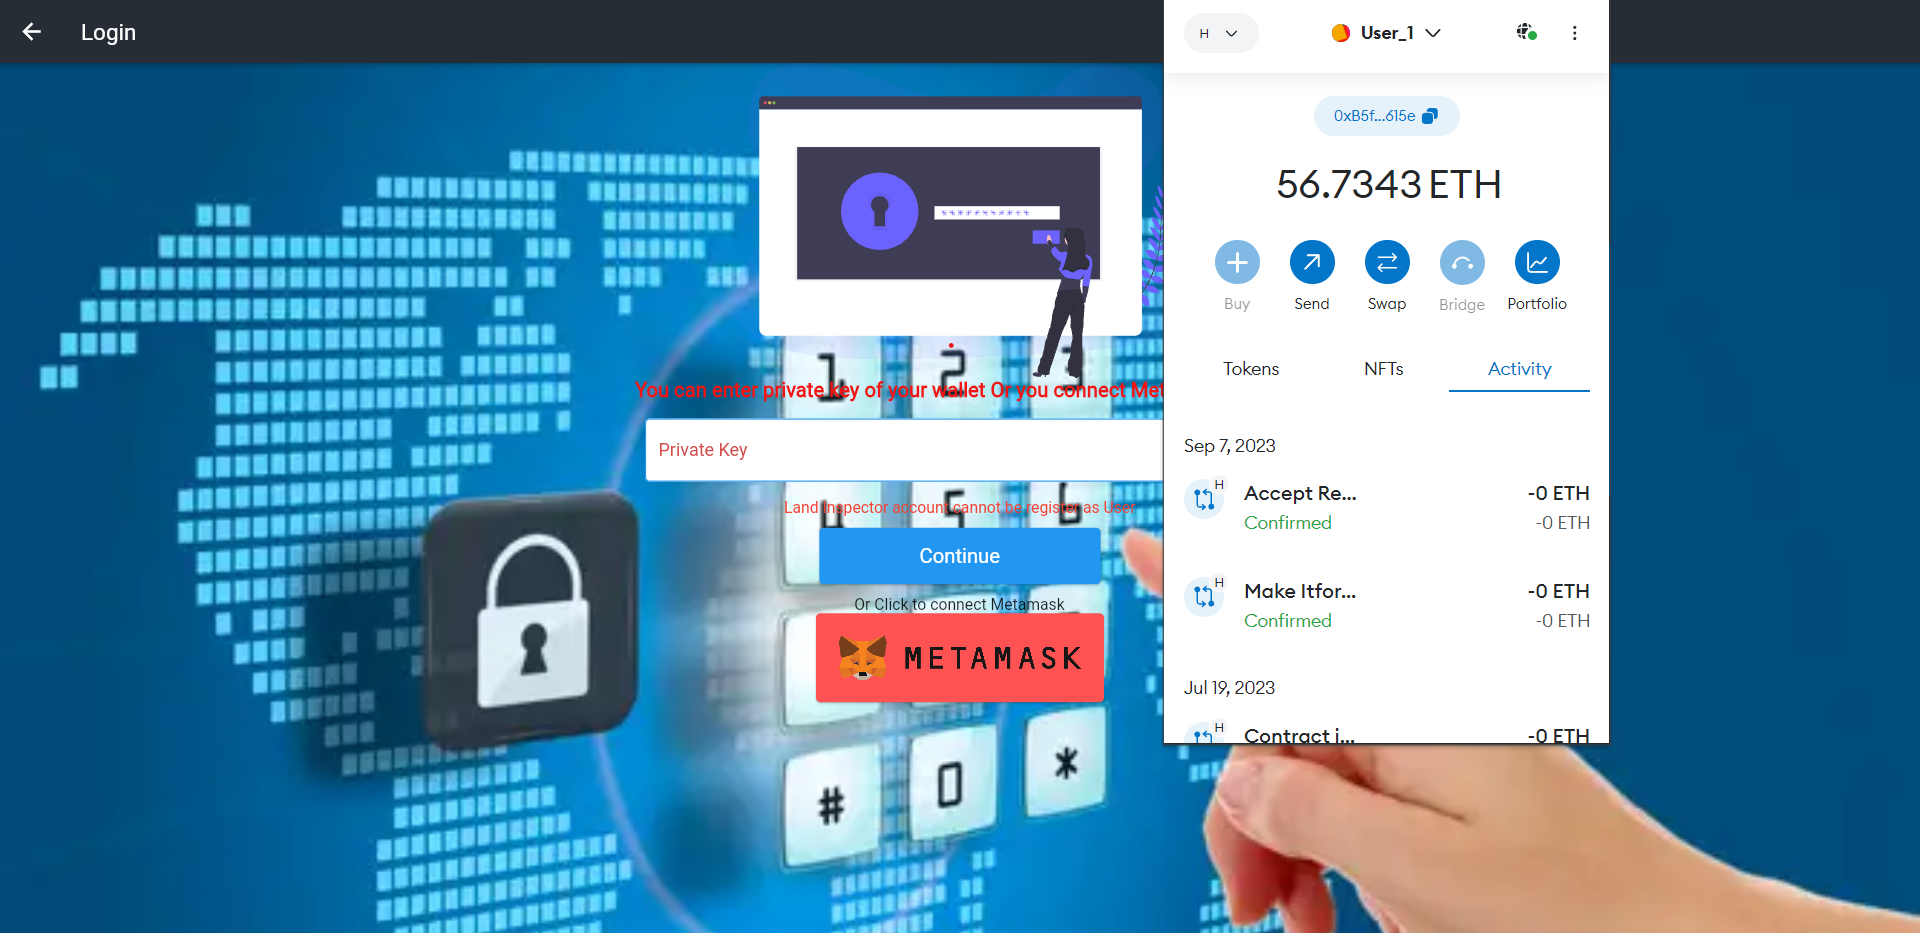 Login
* * * * * * * * * * *
You can enter private key of your wallet Or you connect Met
Private Key
Land Inspector account cannot be register as User
Continue
Or Click to connect Metamask
METAMASK
1 2 3
4 5 6
# 0 *
H
User_1
0xB5f...615e
56.7343 ETH
Buy Send Swap Bridge Portfolio
Tokens NFTs Activity
Sep 7, 2023
H
Accept Re... -0 ETH
Confirmed -0 ETH
H
Make Itfor... -0 ETH
Confirmed -0 ETH
Jul 19, 2023
H
Contract i... -0 ETH